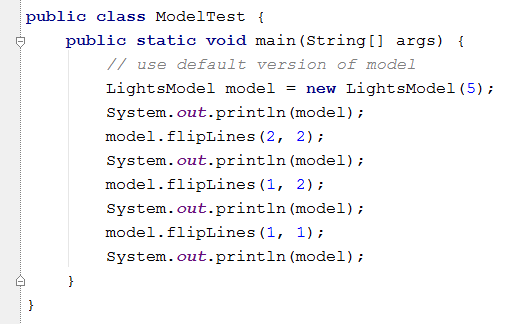 public class ModelTest {
    public static void main(String[] args) {
        // use default version of model
        LightsModel model = new LightsModel(5);
        System.out.println(model);
        model.flipLines(2, 2);
        System.out.println(model);
        model.flipLines(1, 2);
        System.out.println(model);
        model.flipLines(1, 1);
        System.out.println(model);
    }
}